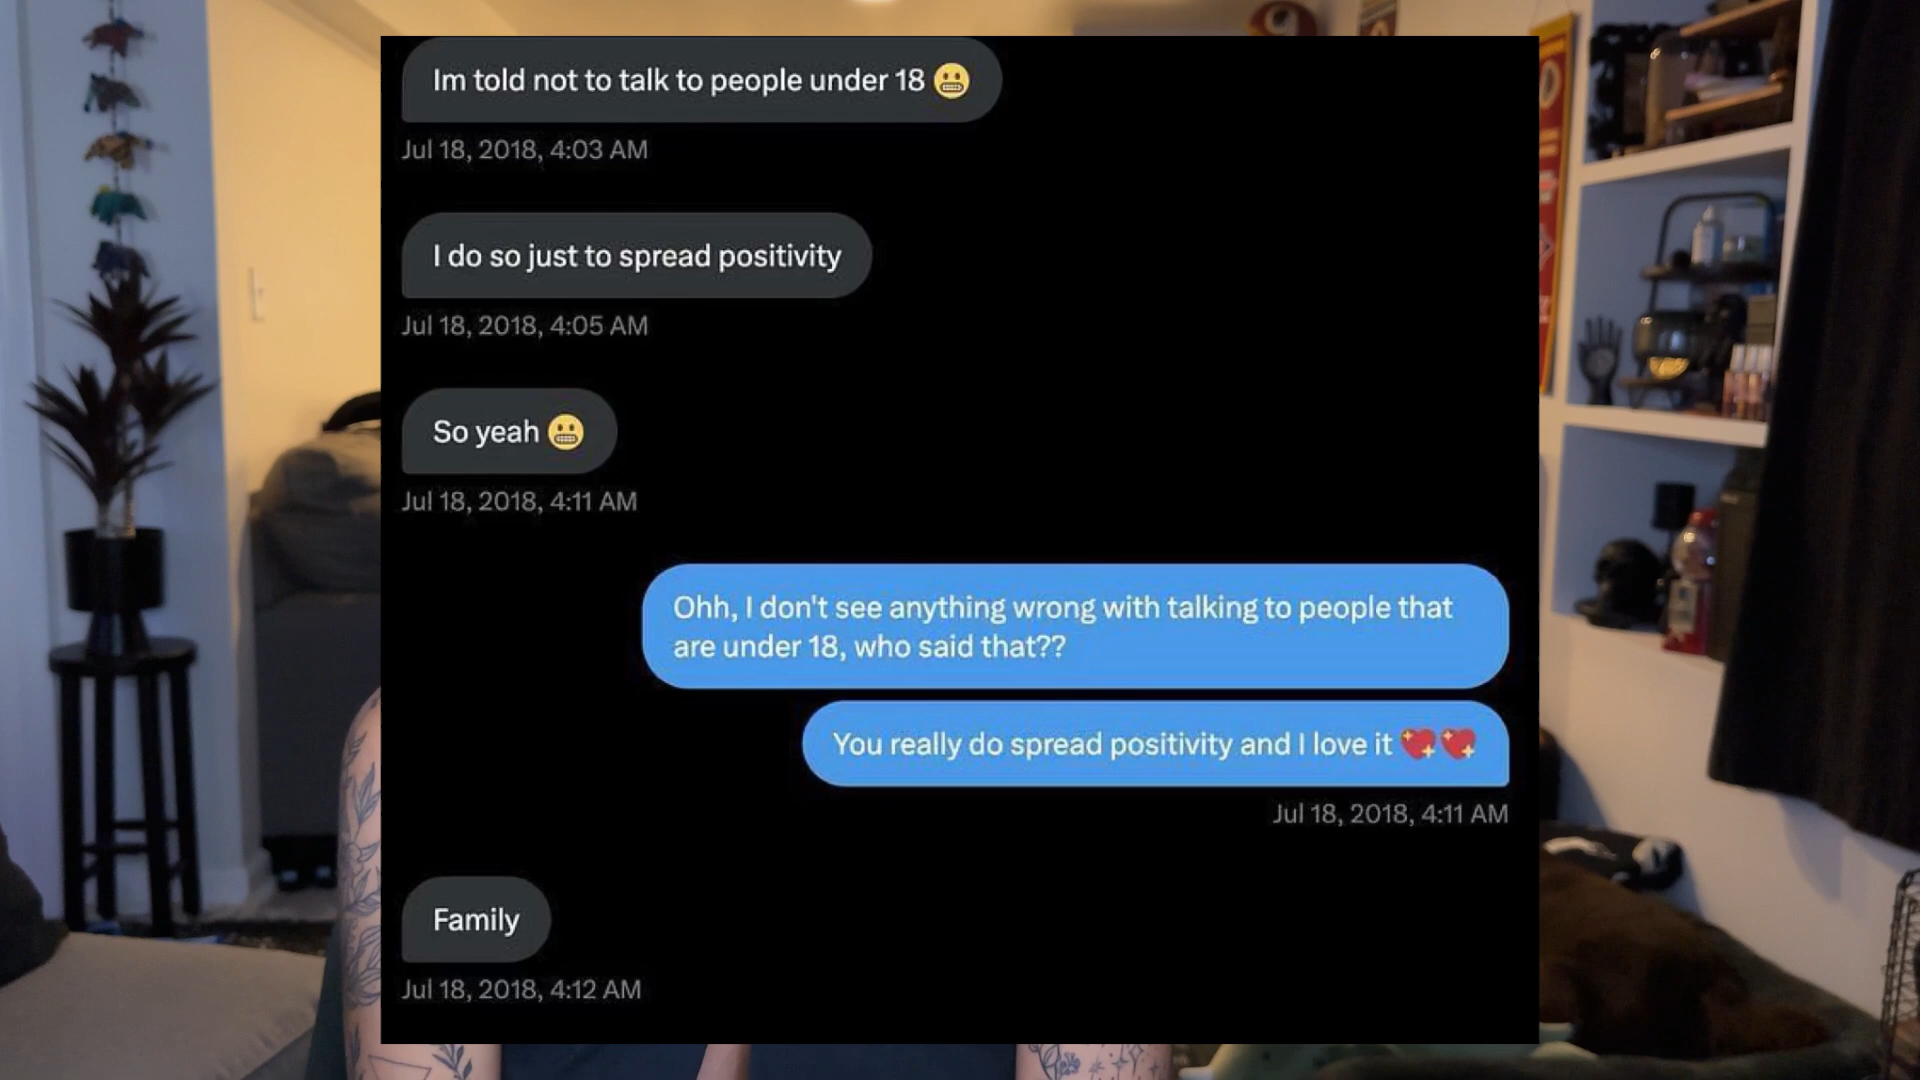 Im told not to talk to people under 18 😬
Jul 18, 2018, 4:03 AM
I do so just to spread positivity
Jul 18, 2018, 4:05 AM
So yeah 😬
Jul 18, 2018, 4:11 AM
Ohh, I don't see anything wrong with talking to people that
are under 18, who said that??
You really do spread positivity and I love it 💖💖
Jul 18, 2018, 4:11 AM
Family
Jul 18, 2018, 4:12 AM